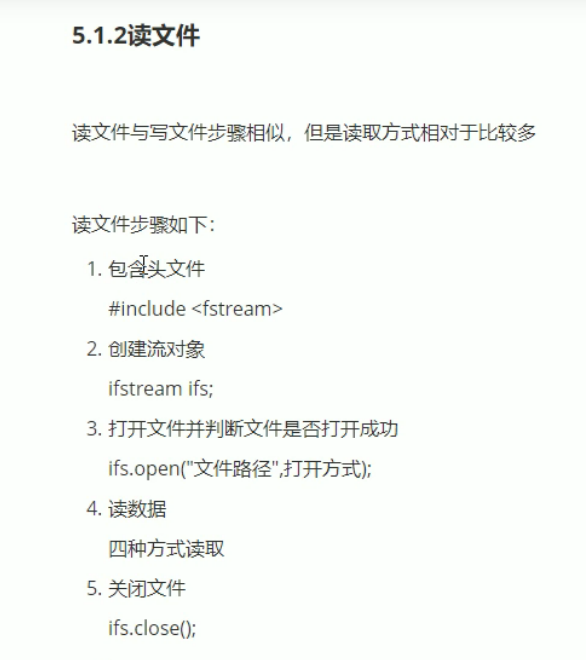 5.1.2读文件
读文件与写文件步骤相似，但是读取方式相对于比较多
读文件步骤如下：
1. 包含头文件
#include <fstream>
2. 创建流对象
ifstream ifs;
3. 打开文件并判断文件是否打开成功
ifs.open("文件路径",打开方式);
4. 读数据
四种方式读取
5. 关闭文件
ifs.close();